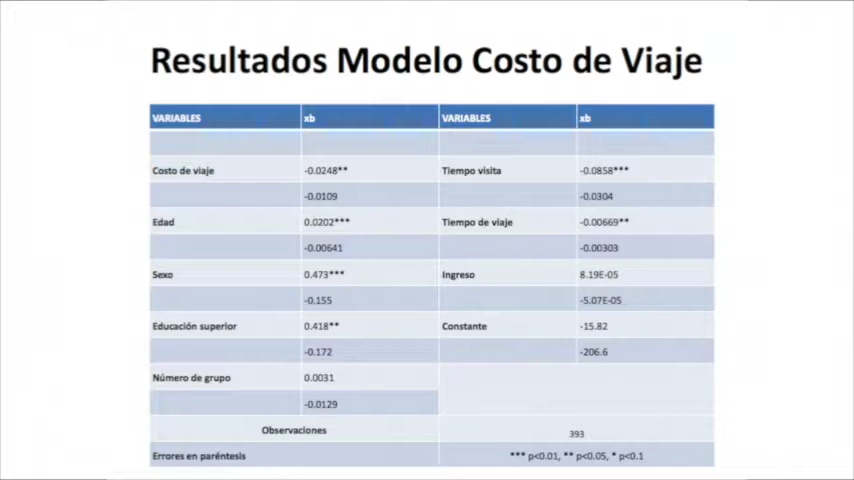 Resultados Modelo Costo de Viaje
VARIABLES xb VARIABLES xb
Costo de viaje -0.0248** Tiempo visita -0.0858***
-0.0109 -0.0304
Edad 0.0202*** Tiempo de viaje -0.00669**
-0.00641 -0.00303
Sexo 0.473*** Ingreso 8.19E-05
-0.155 -5.07E-05
Educación superior 0.418** Constante -15.82
-0.172 -206.6
Número de grupo 0.0031
-0.0129
Observaciones 393
Errores en paréntesis *** p<0.01, ** p<0.05, * p<0.1